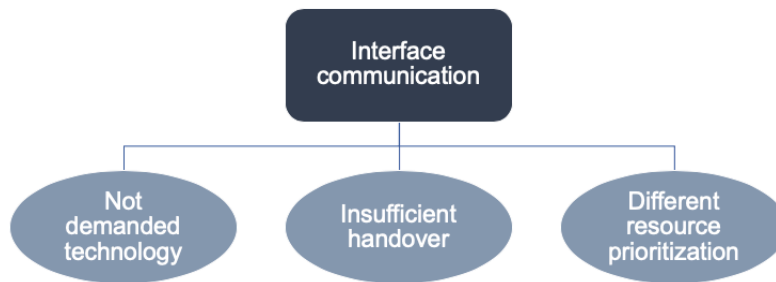 Interface
communication
Not
demanded
technology
Insufficient
handover
Different
resource
prioritization